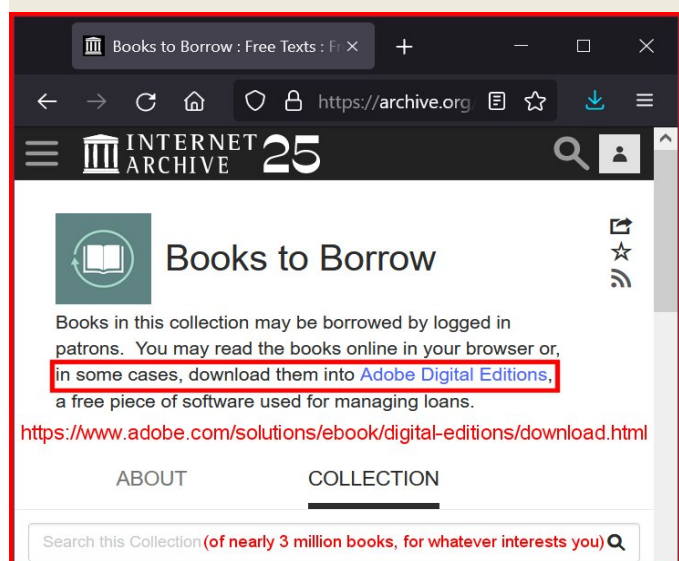 Books to Borrow : Free Texts : Fr
https://archive.org
INTERNET ARCHIVE 25
Books to Borrow
Books in this collection may be borrowed by logged in
patrons. You may read the books online in your browser or,
in some cases, download them into Adobe Digital Editions,
a free piece of software used for managing loans.
https://www.adobe.com/solutions/ebook/digital-editions/download.html
ABOUT COLLECTION
Search this Collection (of nearly 3 million books, for whatever interests you)